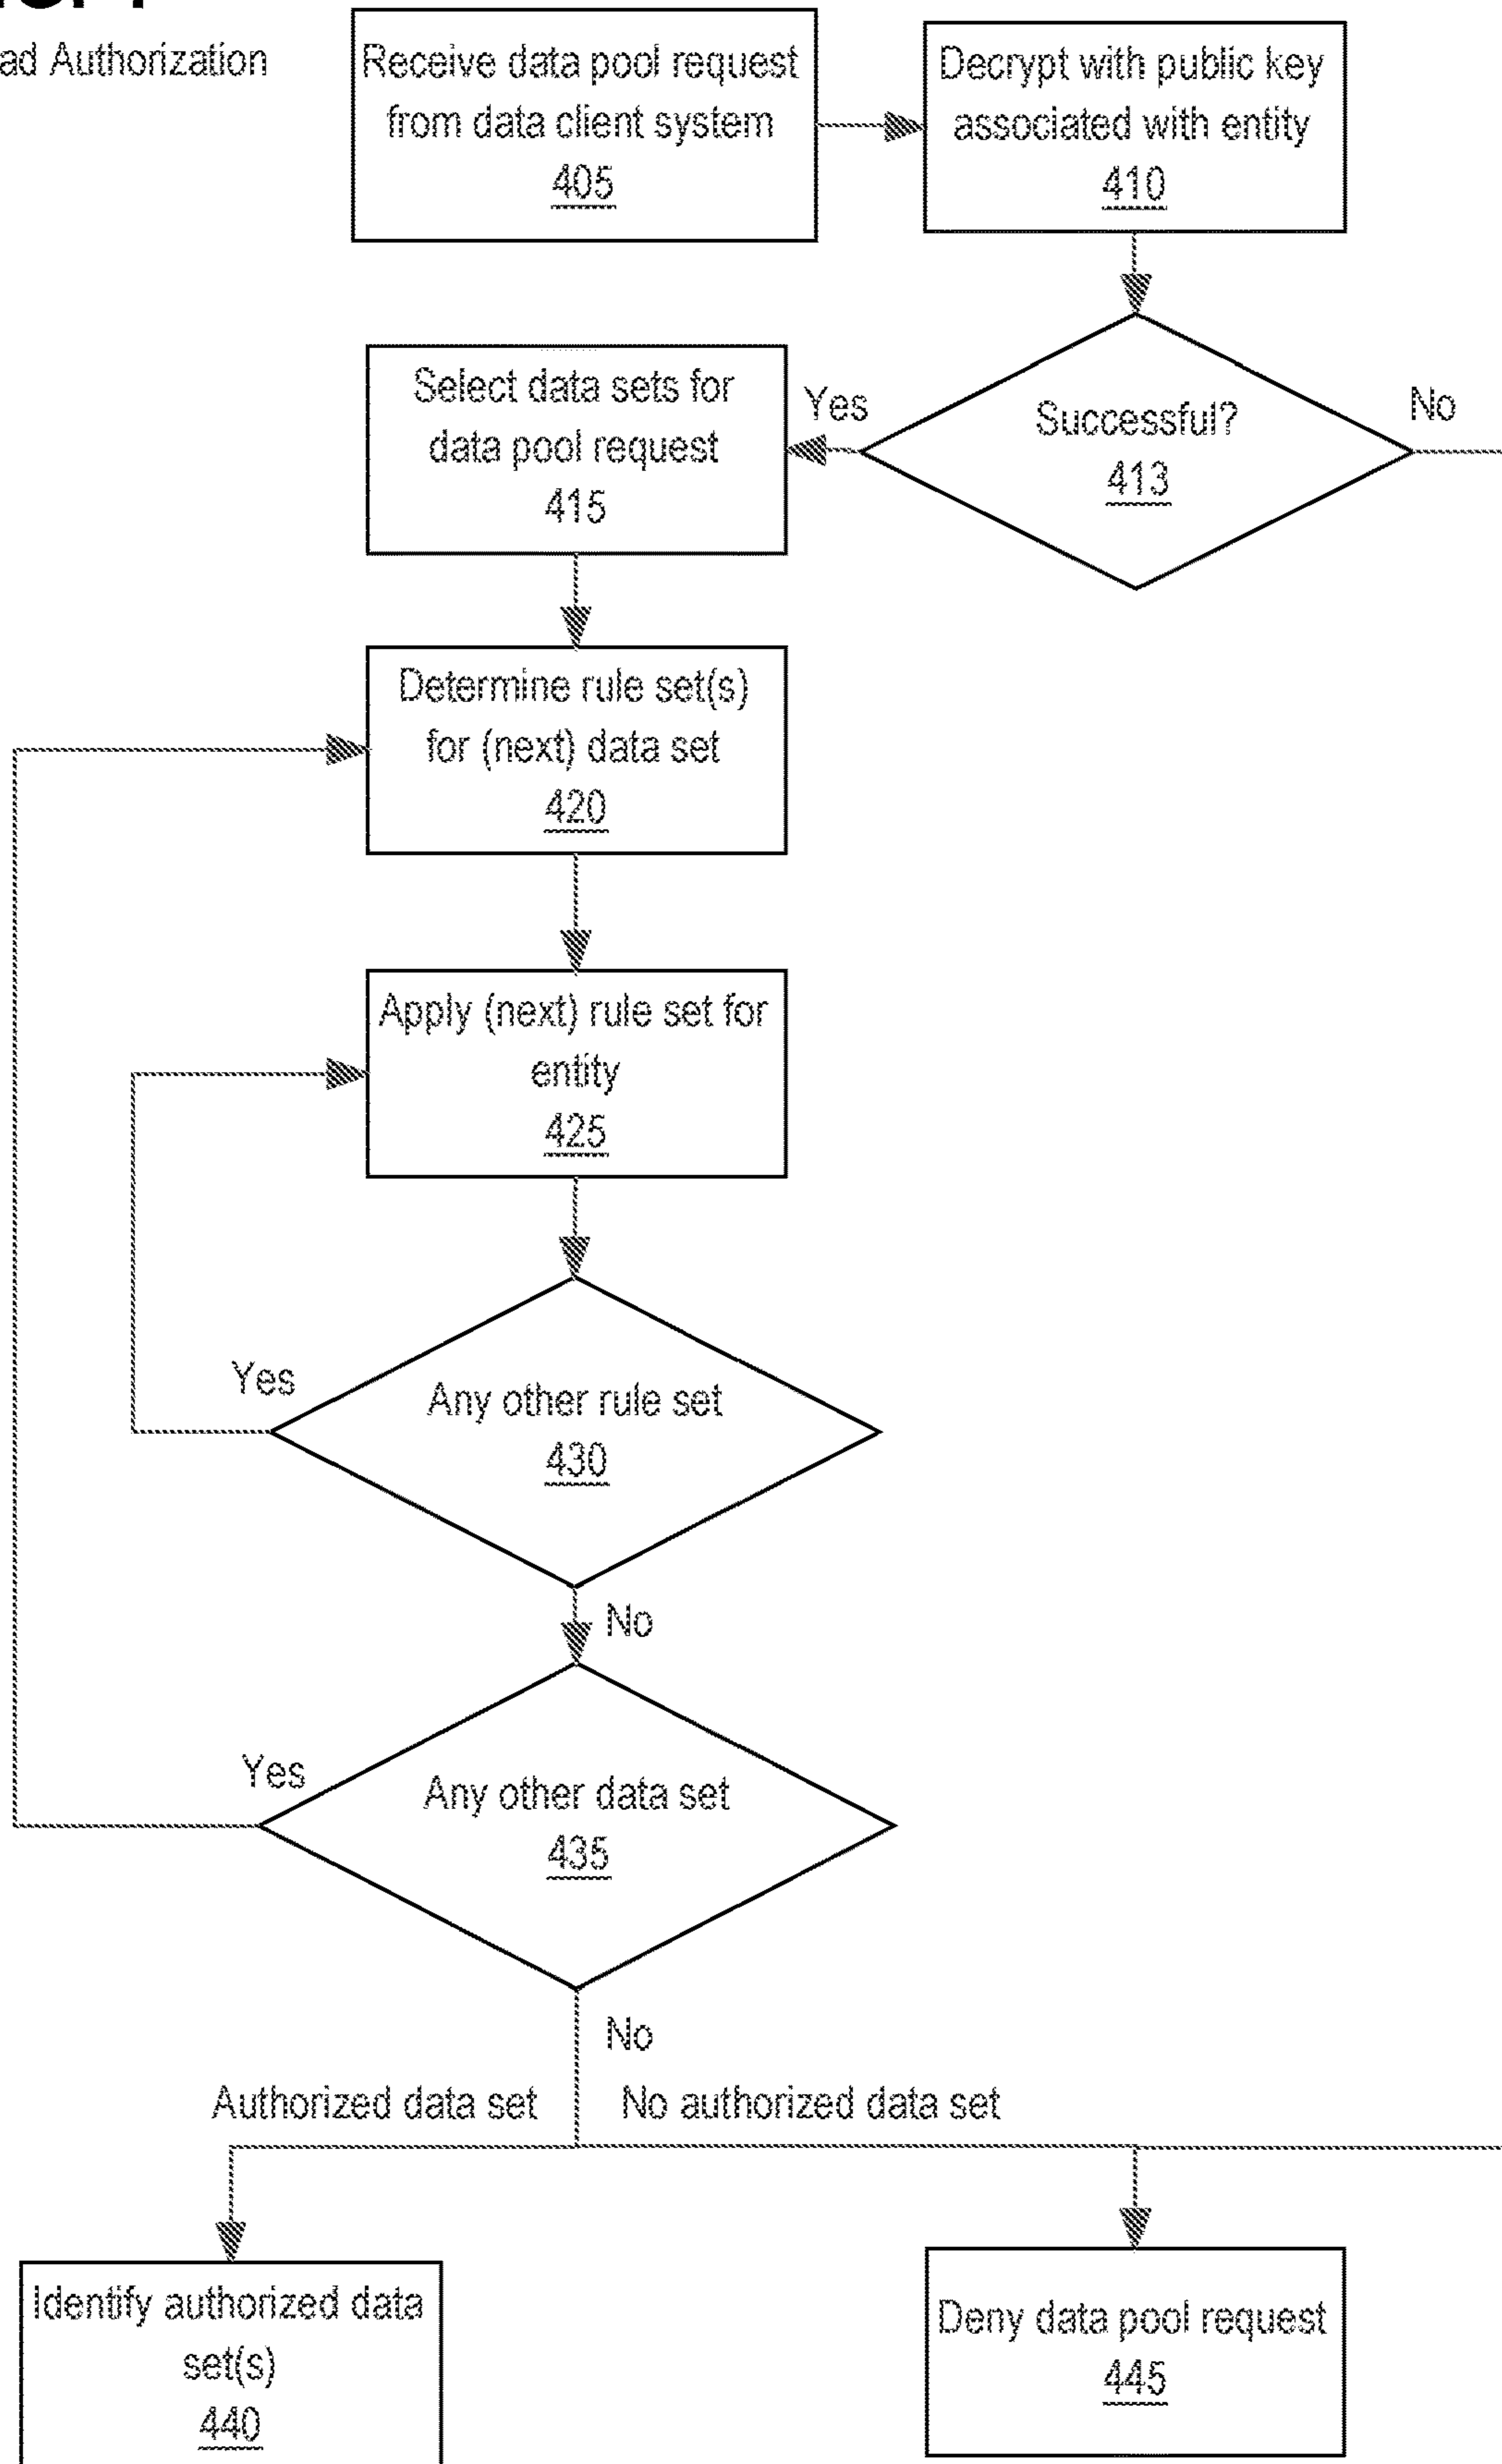 ad Authorization
Receive data pool request
from data client system
405
Decrypt with public key
associated with entity
410
Successful?
413
Yes
No
Select data sets for
data pool request
415
Determine rule set(s)
for (next) data set
420
Apply (next) rule set for
entity
425
Any other rule set
430
Yes
No
Any other data set
435
Yes
No
Authorized data set
No authorized data set
Identify authorized data
set(s)
440
Deny data pool request
445